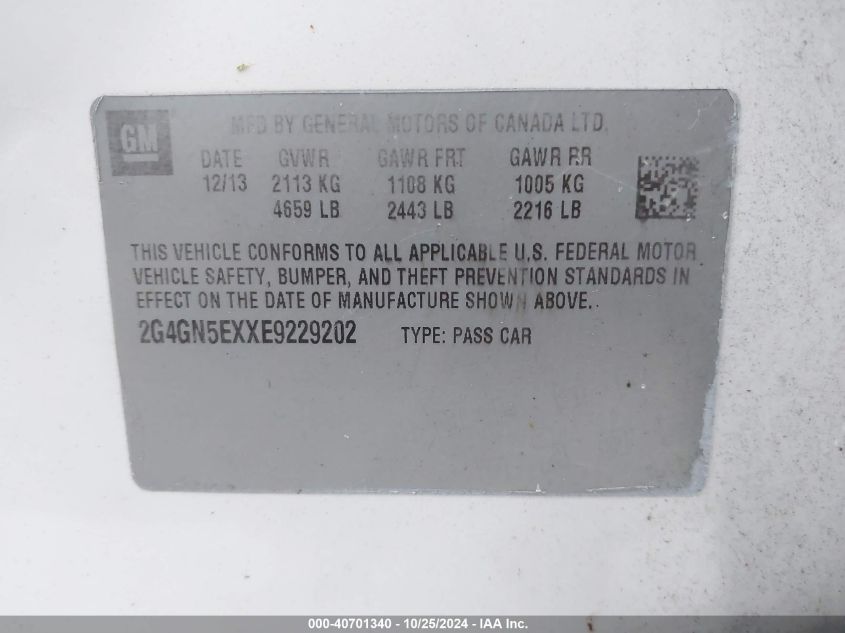 GM
MFD BY GENERAL MOTORS OF CANADA LTD.
DATE GVWR GAWR FRT GAWR RR
12/13 2113 KG 1108 KG 1005 KG
4659 LB 2443 LB 2216 LB
THIS VEHICLE CONFORMS TO ALL APPLICABLE U.S. FEDERAL MOTOR
VEHICLE SAFETY, BUMPER, AND THEFT PREVENTION STANDARDS IN
EFFECT ON THE DATE OF MANUFACTURE SHOWN ABOVE.
2G4GN5EXXE9229202 TYPE: PASS CAR
000-40701340 - 10/25/2024 - IAA Inc.